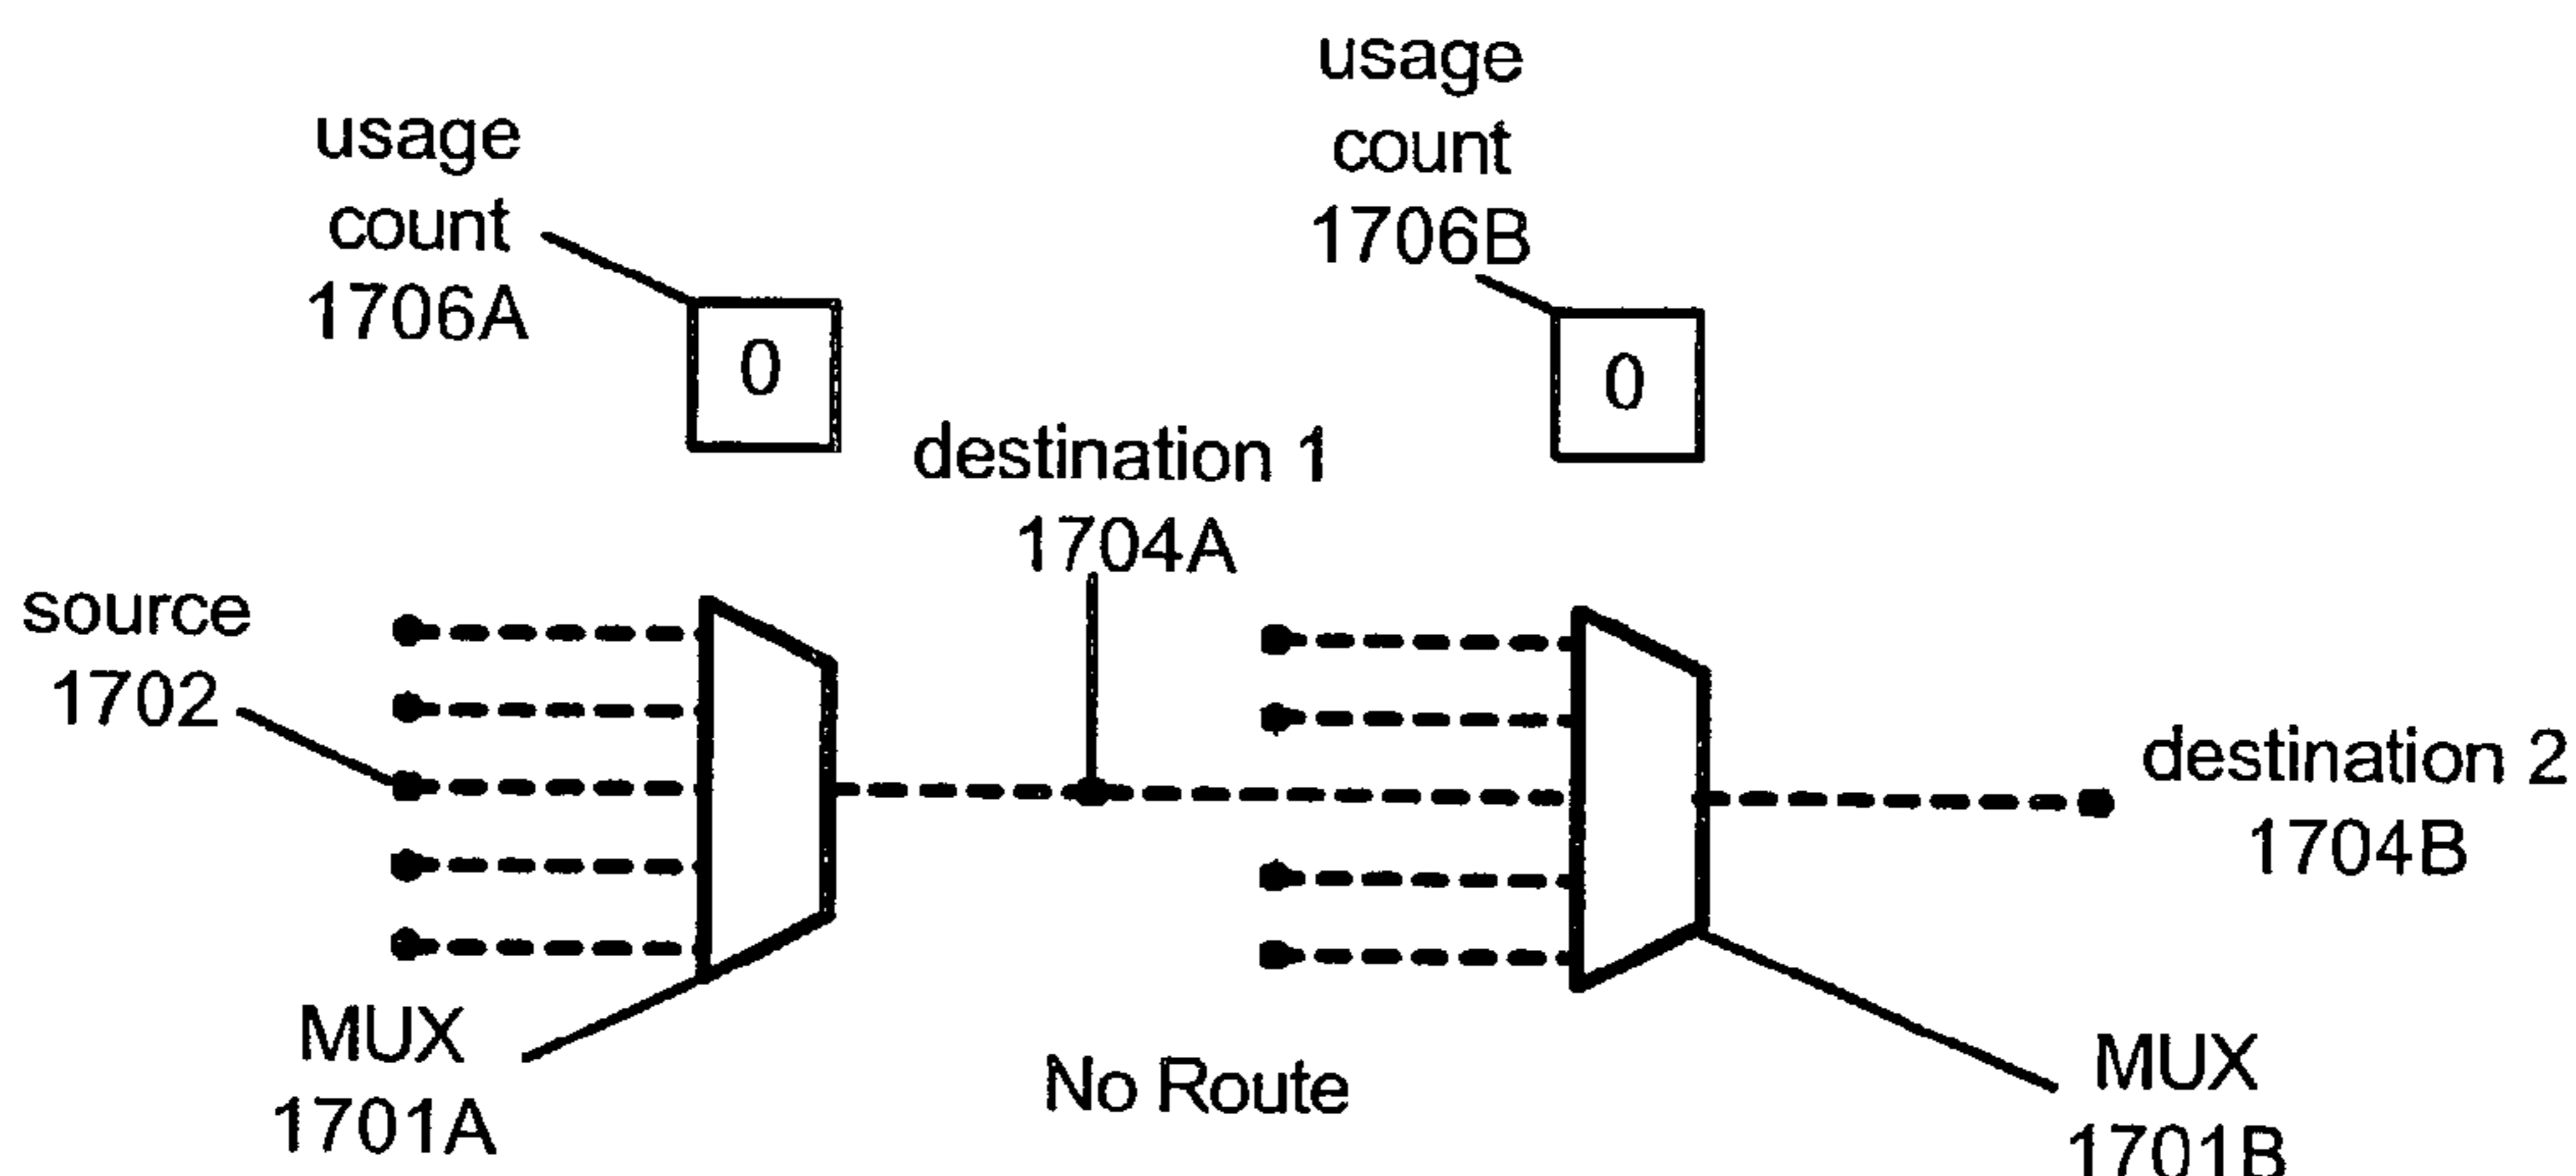 usage
count
1706A
0
usage
count
1706B
0
destination 1
1704A
source
1702
destination 2
1704B
MUX
1701A
No Route
MUX
1701B